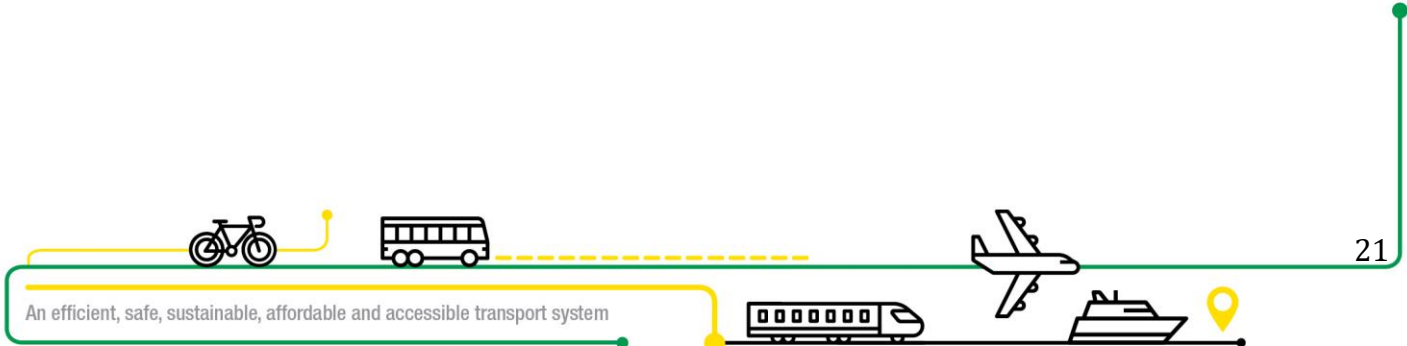 21
An efficient, safe, sustainable, affordable and accessible transport system